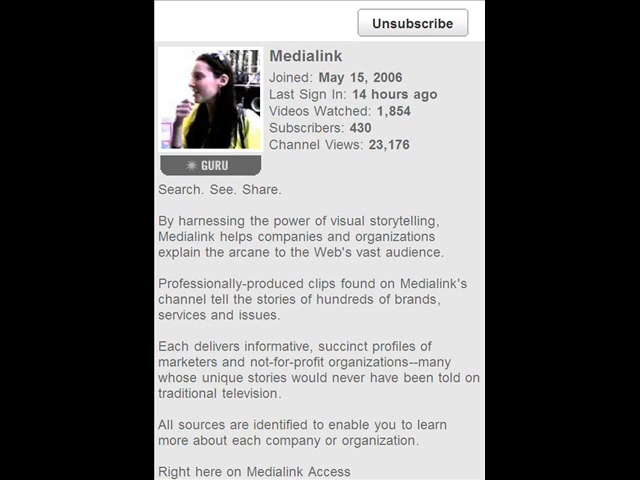 Unsubscribe
Medialink
Joined: May 15, 2006
Last Sign In: 14 hours ago
Videos Watched: 1,854
Subscribers: 430
Channel Views: 23,176
GURU
Search. See. Share.
By harnessing the power of visual storytelling,
Medialink helps companies and organizations
explain the arcane to the Web's vast audience.
Professionally-produced clips found on Medialink's
channel tell the stories of hundreds of brands,
services and issues.
Each delivers informative, succinct profiles of
marketers and not-for-profit organizations--many
whose unique stories would never have been told on
traditional television.
All sources are identified to enable you to learn
more about each company or organization.
Right here on Medialink Access